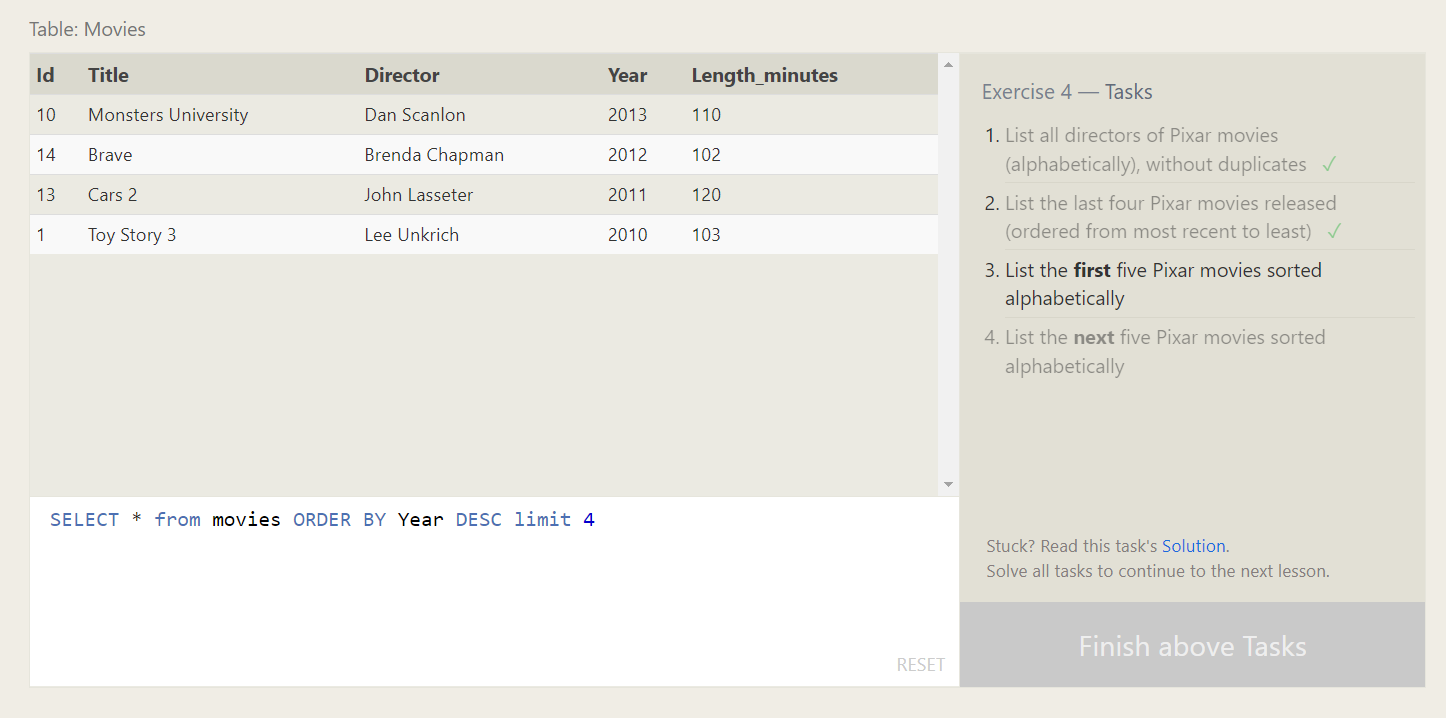 Table: Movies
Id Title Director Year Length_minutes
10 Monsters University Dan Scanlon 2013 110
14 Brave Brenda Chapman 2012 102
13 Cars 2 John Lasseter 2011 120
1 Toy Story 3 Lee Unkrich 2010 103
SELECT * from movies ORDER BY Year DESC limit 4
RESET
Exercise 4 — Tasks
1. List all directors of Pixar movies
(alphabetically), without duplicates ✓
2. List the last four Pixar movies released
(ordered from most recent to least) ✓
3. List the first five Pixar movies sorted
alphabetically
4. List the next five Pixar movies sorted
alphabetically
Stuck? Read this task's Solution.
Solve all tasks to continue to the next lesson.
Finish above Tasks